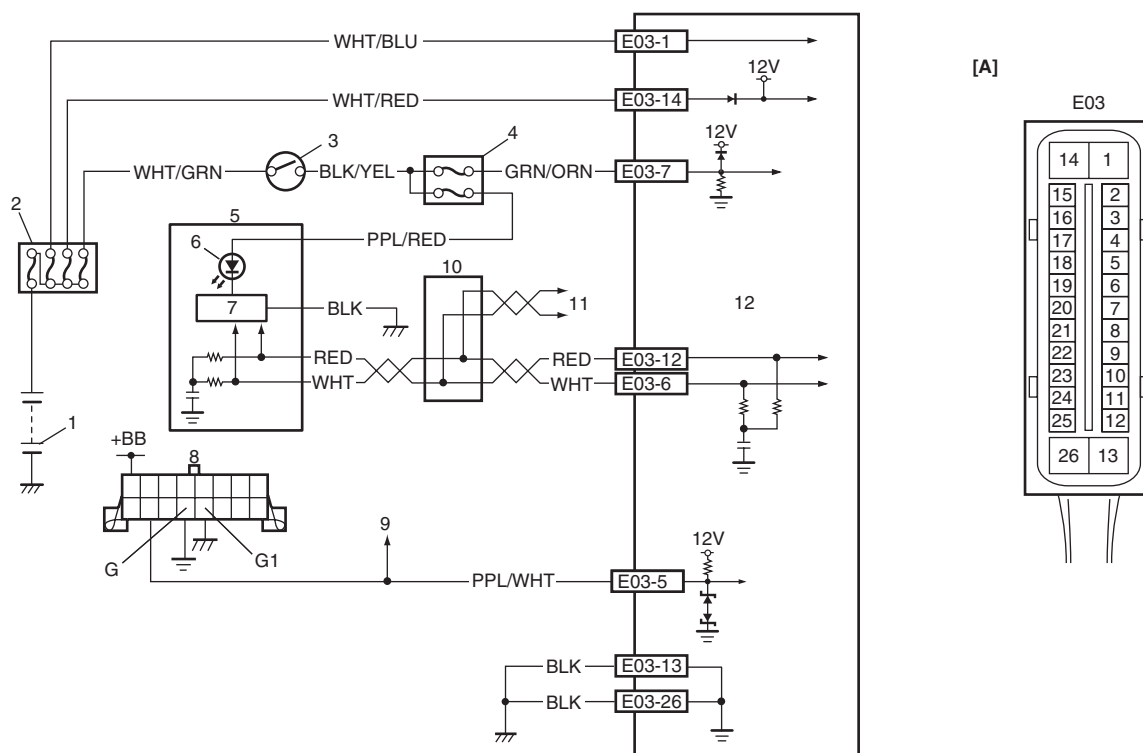 WHT/BLU E03-1
[A]
12V
WHT/RED E03-14
E03
3 4 12V
WHT/GRN BLK/YEL GRN/ORN E03-7
14 1
2 5
15 2
6 PPL/RED
16 3
17 4
10
18 5
7 BLK 11 12
19 6
20 7
21 8
RED RED E03-12
22 9
WHT WHT E03-6
23 10
24 11
25 12
1
+BB 8
26 13
9 12V
G G1
PPL/WHT E03-5
BLK E03-13
BLK E03-26